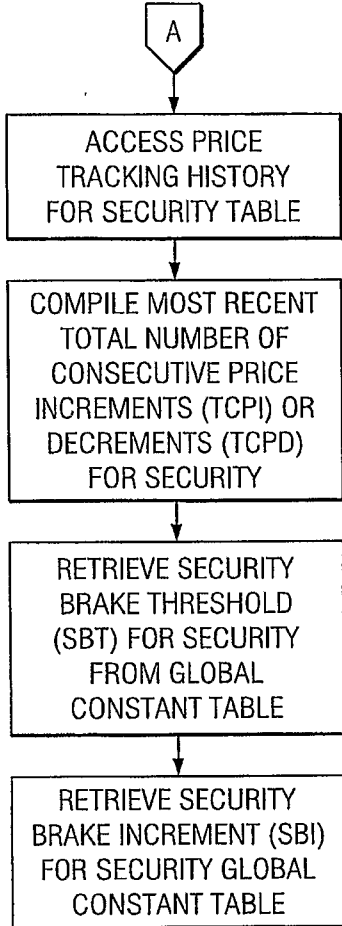 A
ACCESS PRICE
TRACKING HISTORY
FOR SECURITY TABLE
COMPILE MOST RECENT
TOTAL NUMBER OF
CONSECUTIVE PRICE
INCREMENTS (TCPI) OR
DECREMENTS (TCPD)
FOR SECURITY
RETRIEVE SECURITY
BRAKE THRESHOLD
(SBT) FOR SECURITY
FROM GLOBAL
CONSTANT TABLE
RETRIEVE SECURITY
BRAKE INCREMENT (SBI)
FOR SECURITY GLOBAL
CONSTANT TABLE